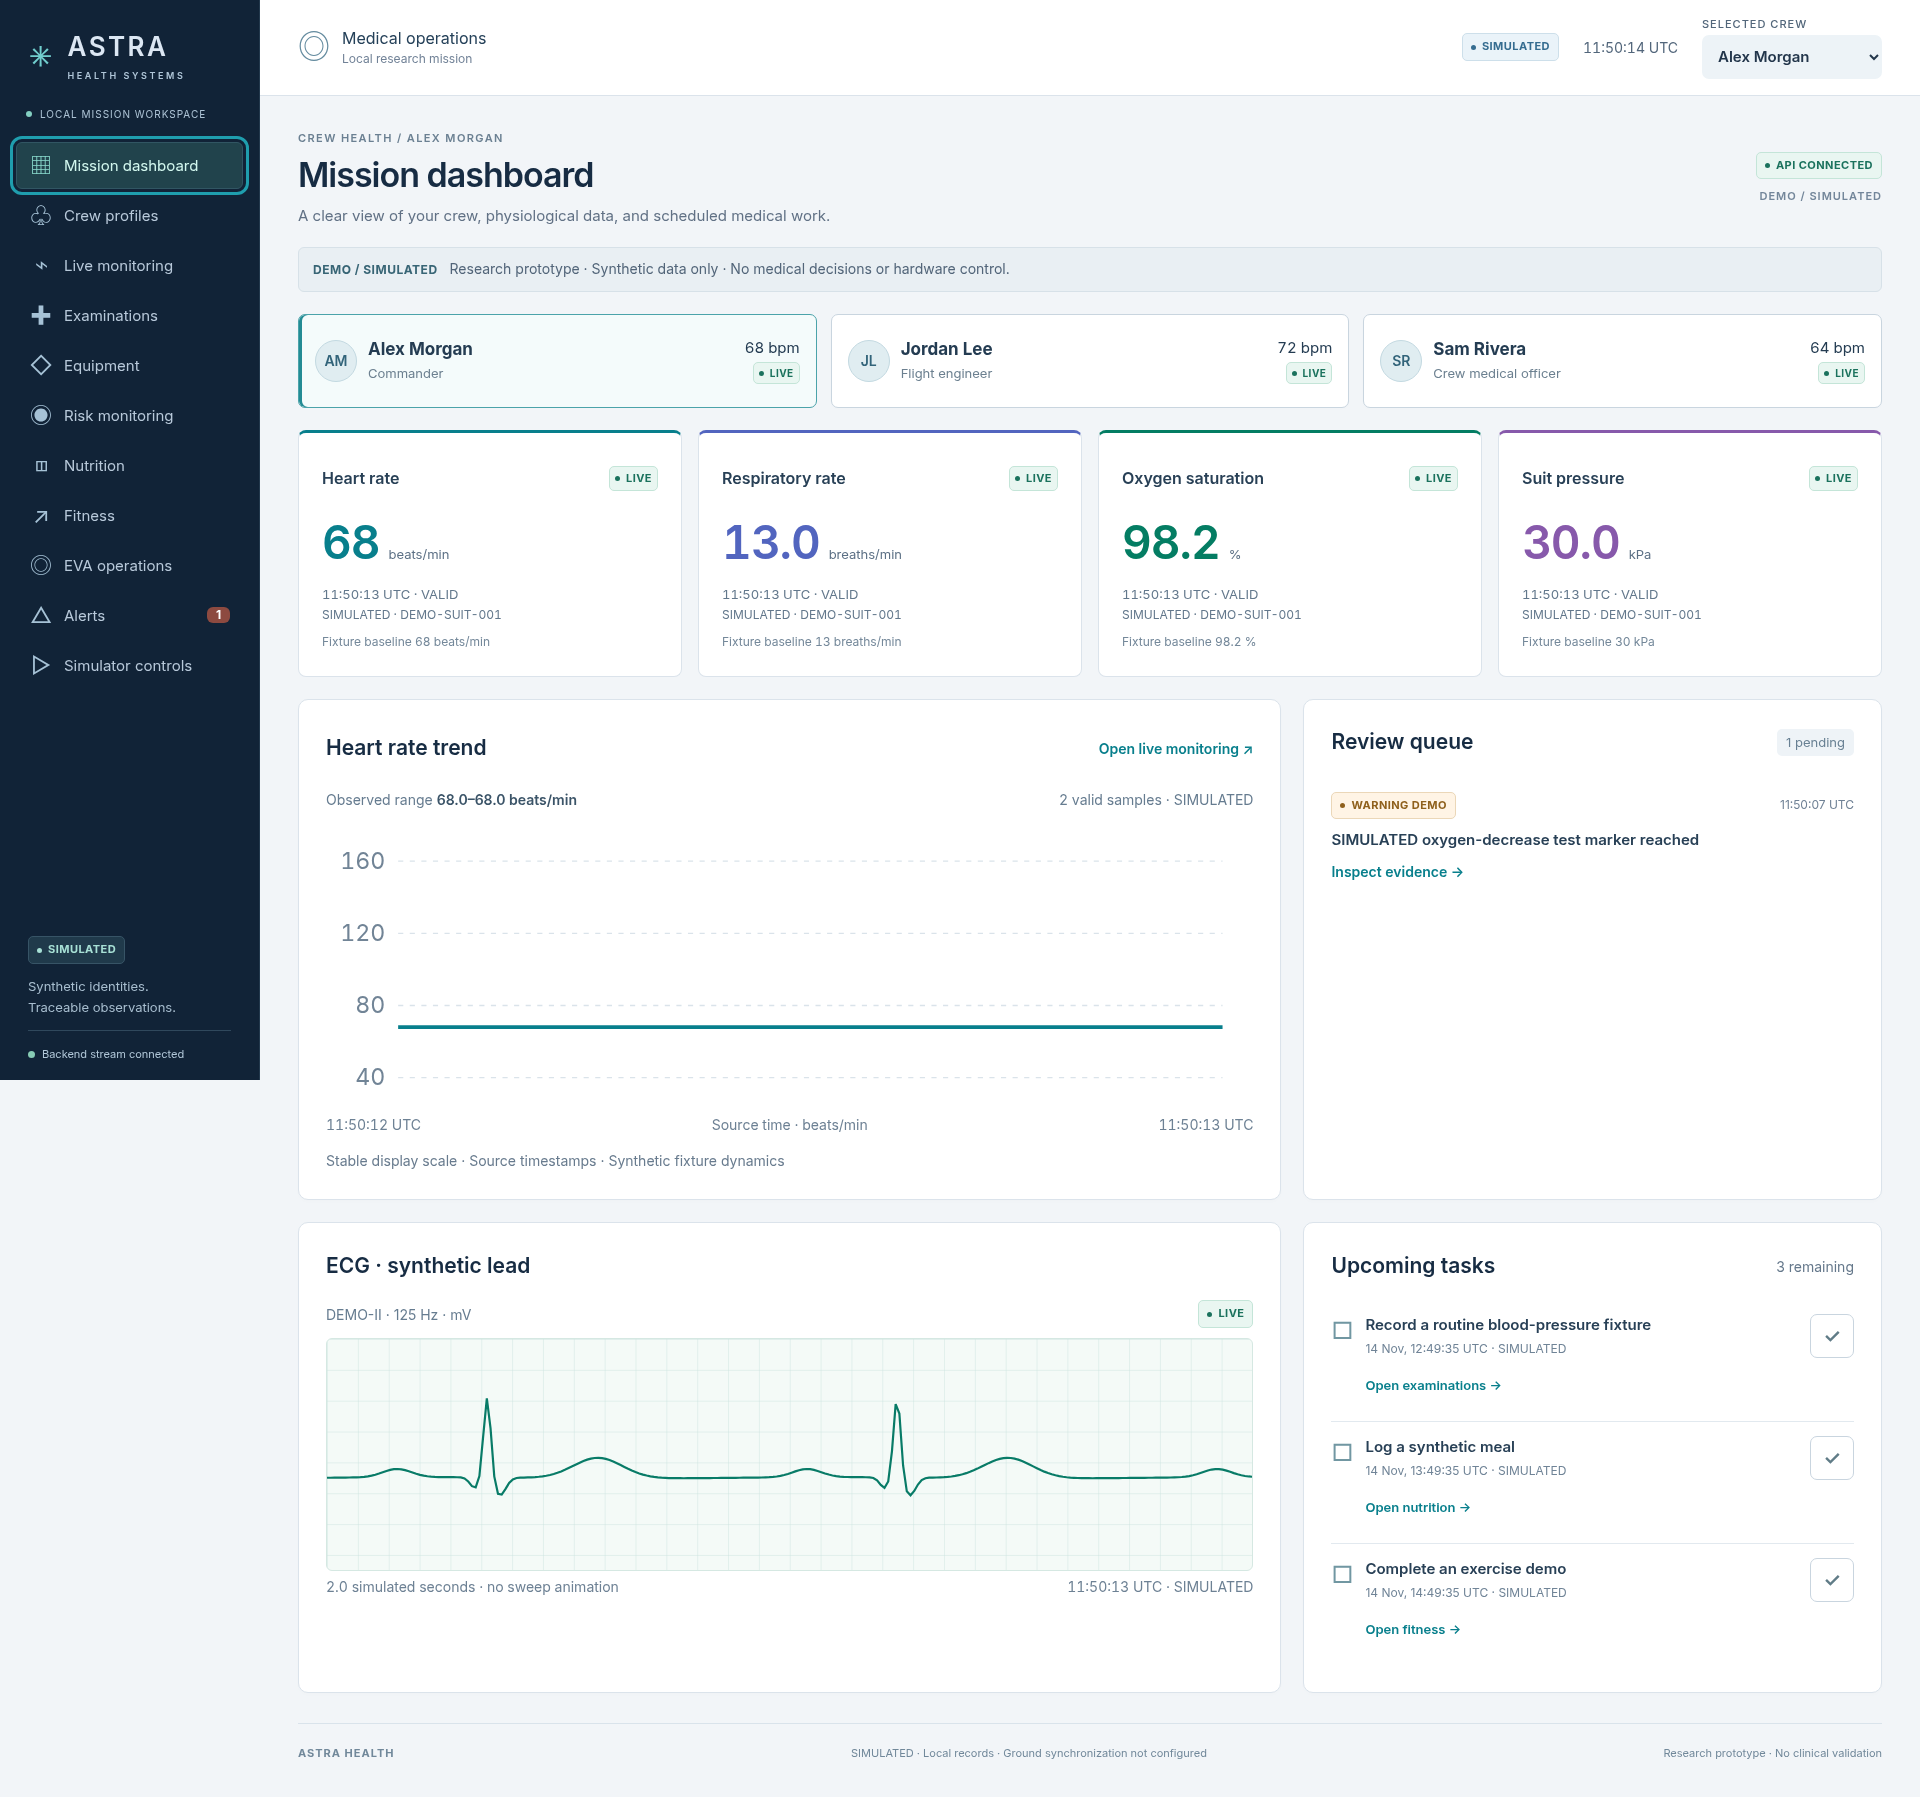 ASTRA
HEALTH SYSTEMS
LOCAL MISSION WORKSPACE
Mission dashboard
Crew profiles
Live monitoring
Examinations
Equipment
Risk monitoring
Nutrition
Fitness
EVA operations
Alerts 1
Simulator controls
SIMULATED
Synthetic identities.
Traceable observations.
Backend stream connected
Medical operations
Local research mission
SIMULATED
11:50:14 UTC
SELECTED CREW
Alex Morgan
CREW HEALTH / ALEX MORGAN
Mission dashboard
A clear view of your crew, physiological data, and scheduled medical work.
API CONNECTED
DEMO / SIMULATED
DEMO / SIMULATED Research prototype · Synthetic data only · No medical decisions or hardware control.
AM
Alex Morgan
Commander
68 bpm
LIVE
JL
Jordan Lee
Flight engineer
72 bpm
LIVE
SR
Sam Rivera
Crew medical officer
64 bpm
LIVE
Heart rate
LIVE
68 beats/min
11:50:13 UTC · VALID
SIMULATED · DEMO-SUIT-001
Fixture baseline 68 beats/min
Respiratory rate
LIVE
13.0 breaths/min
11:50:13 UTC · VALID
SIMULATED · DEMO-SUIT-001
Fixture baseline 13 breaths/min
Oxygen saturation
LIVE
98.2 %
11:50:13 UTC · VALID
SIMULATED · DEMO-SUIT-001
Fixture baseline 98.2 %
Suit pressure
LIVE
30.0 kPa
11:50:13 UTC · VALID
SIMULATED · DEMO-SUIT-001
Fixture baseline 30 kPa
Heart rate trend
Open live monitoring ↗
Observed range 68.0–68.0 beats/min
2 valid samples · SIMULATED
160
120
80
40
11:50:12 UTC
Source time · beats/min
11:50:13 UTC
Stable display scale · Source timestamps · Synthetic fixture dynamics
Review queue
1 pending
WARNING DEMO
11:50:07 UTC
SIMULATED oxygen-decrease test marker reached
Inspect evidence →
ECG · synthetic lead
DEMO-II · 125 Hz · mV
LIVE
2.0 simulated seconds · no sweep animation
11:50:13 UTC · SIMULATED
Upcoming tasks
3 remaining
Record a routine blood-pressure fixture
14 Nov, 12:49:35 UTC · SIMULATED
Open examinations →
Log a synthetic meal
14 Nov, 13:49:35 UTC · SIMULATED
Open nutrition →
Complete an exercise demo
14 Nov, 14:49:35 UTC · SIMULATED
Open fitness →
ASTRA HEALTH
SIMULATED · Local records · Ground synchronization not configured
Research prototype · No clinical validation